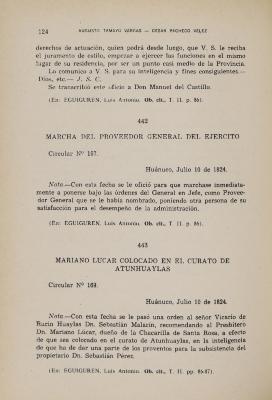 124
AUGUSTO TAMAYO VARGAS — CESAR PACHECO VELEZ
derechos de actuación, quien podrá desde luego, que V. S. le reciba
el juramento de estilo, empezar a ejercer las funciones en el mismo
lugar de su residencia, por ser un punto casi medio de la Provincia.
Lo comunico a V. S. para su inteligencia y fines consiguientes.—
Dios, etc.— J. S. C.
Se transcribió este oficio a Don Manuel del Castillo.
(En: EGUIGUREN, Luis Antonio. Ob. cit., T. II. p. 86).
442
MARCHA DEL PROVEEDOR GENERAL DEL EJERCITO
Circular Nº 167.
Huánuco, Julio 10 de 1824.
Nota.—Con esta fecha se le ofició para que marchase inmediata-
mente a ponerse bajo las órdenes del General en Jefe, como Provee-
dor General que se le había nombrado, poniendo otra persona de su
satisfacción para el desempeño de la administración.
(En: EGUIGUREN, Luis Antonio. Ob. cit., T. II. p. 86).
443
MARIANO LUCAR COLOCADO EN EL CURATO DE
ATUNHUAYLAS
Circular Nº 169.
Huánuco, Julio 10 de 1824.
Nota.—Con esta fecha se le pasó una orden al señor Vicario de
Rurin Huaylas Dn. Sebastián Malarin, recomendando al Presbítero
Dn. Mariano Lúcar, dueño de la Chacarilla de Santa Rosa, a efecto
de que sea colocado en el curato de Atunhuaylas, en la inteligencia
de que ha de dar una parte de los proventos para la subsistencia del
propietario Dn. Sebastián Pérez.
(En: EGUIGUREN, Luis Antonio. Ob. cit., T. II. pp. 86-87).